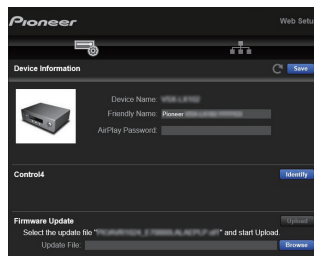 Pioneer
Web Setu
Device Information
Save
Device Name:
Friendly Name: Pioneer
AirPlay Password:
Control4
Identify
Firmware Update
Upload
Select the update file " " and start Upload.
Update File:
Browse